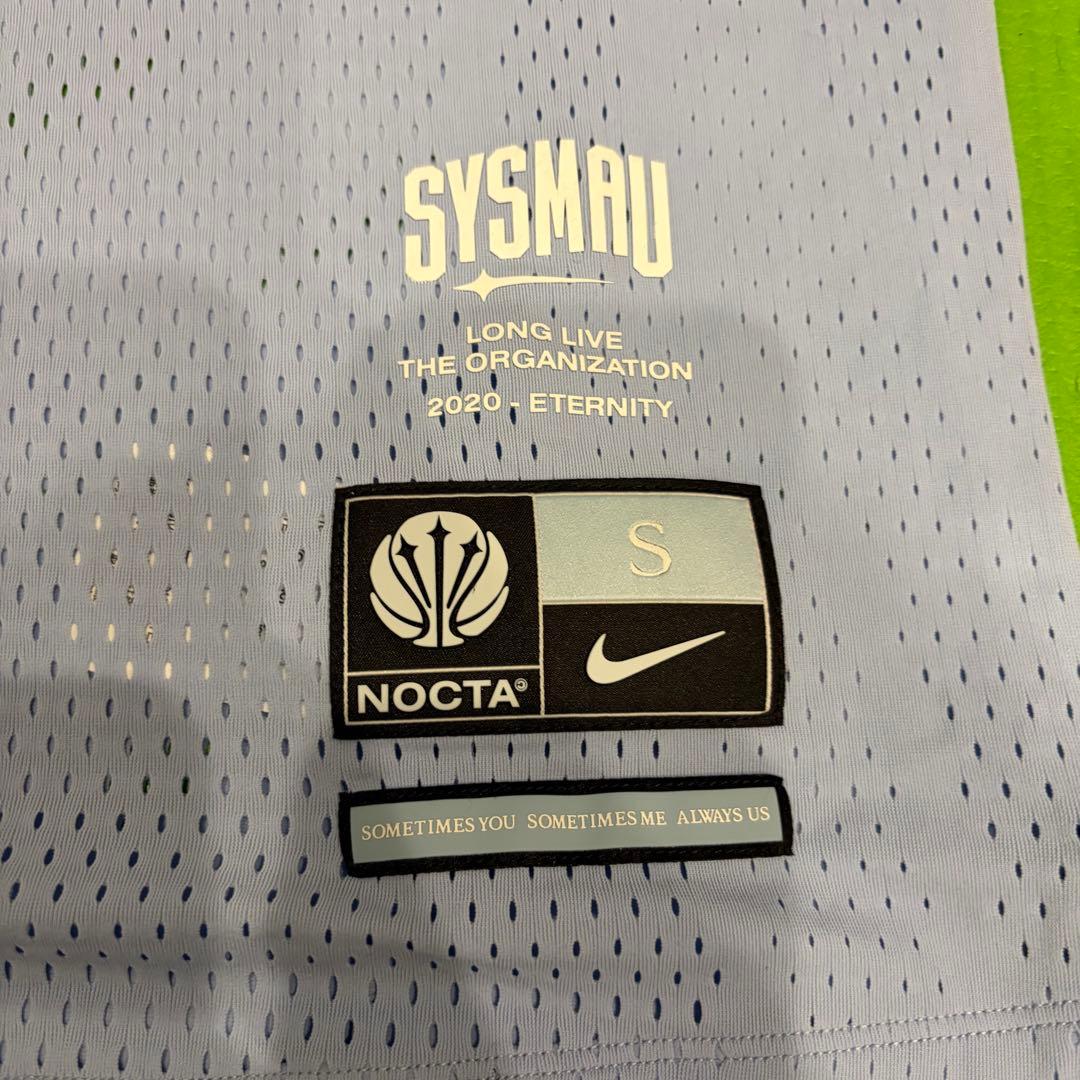 SYSMAU
LONG LIVE
THE ORGANIZATION
2020 - ETERNITY
S
NOCTA©
SOMETIMES YOU SOMETIMES ME ALWAYS US